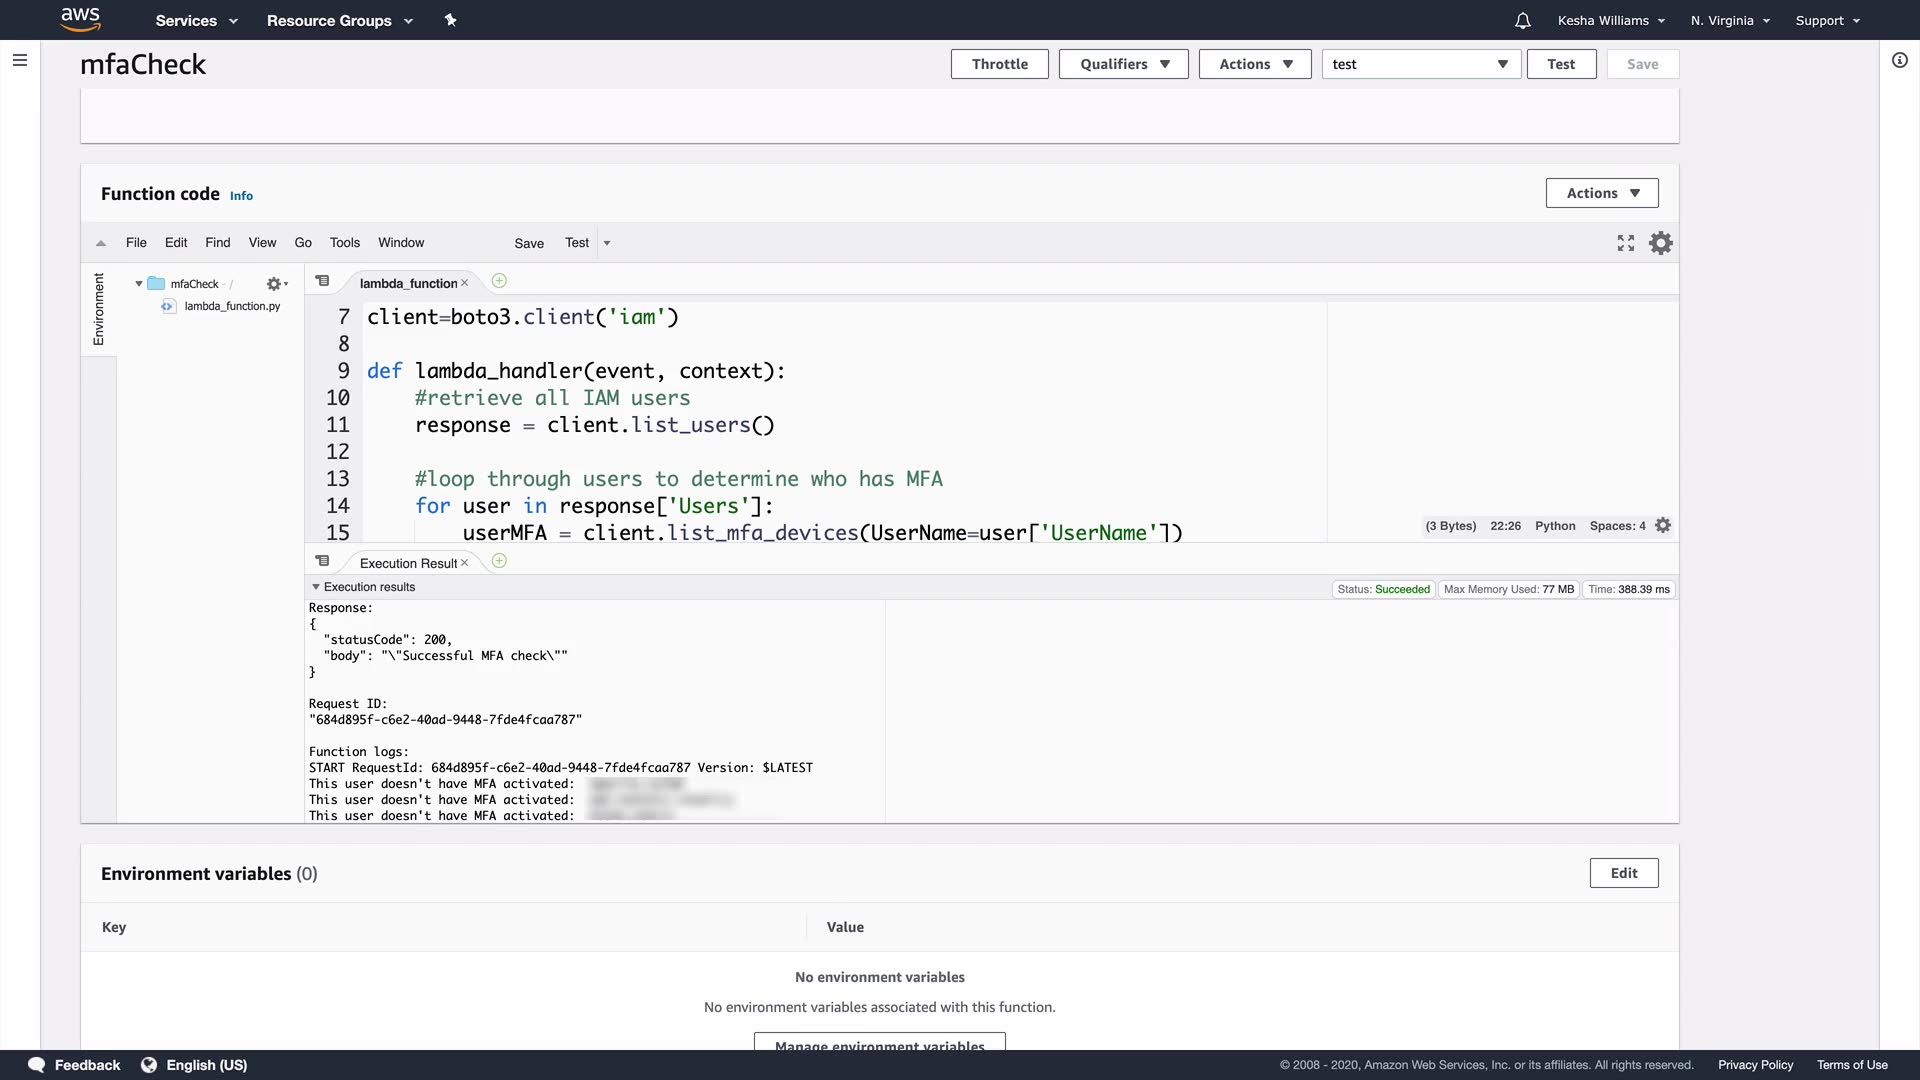 aws Services Resource Groups Kesha Williams N. Virginia Support
mfaCheck Throttle Qualifiers Actions test Test Save
Function code Info Actions
File Edit Find View Go Tools Window Save Test
Environment
mfaCheck - /
lambda_function.py
lambda_function
7 client=boto3.client('iam')
8
9 def lambda_handler(event, context):
10 #retrieve all IAM users
11 response = client.list_users()
12
13 #loop through users to determine who has MFA
14 for user in response['Users']:
15 userMFA = client.list_mfa_devices(UserName=user['UserName'])
(3 Bytes) 22:26 Python Spaces: 4
Execution Result
Execution results Status: Succeeded Max Memory Used: 77 MB Time: 388.39 ms
Response:
{
"statusCode": 200,
"body": "\"Successful MFA check\""
}
Request ID:
"684d895f-c6e2-40ad-9448-7fde4fcaa787"
Function logs:
START RequestId: 684d895f-c6e2-40ad-9448-7fde4fcaa787 Version: $LATEST
This user doesn't have MFA activated:
This user doesn't have MFA activated:
This user doesn't have MFA activated:
Environment variables (0) Edit
Key Value
No environment variables
No environment variables associated with this function.
Manage environment variables
Feedback English (US) © 2008 - 2020, Amazon Web Services, Inc. or its affiliates. All rights reserved. Privacy Policy Terms of Use